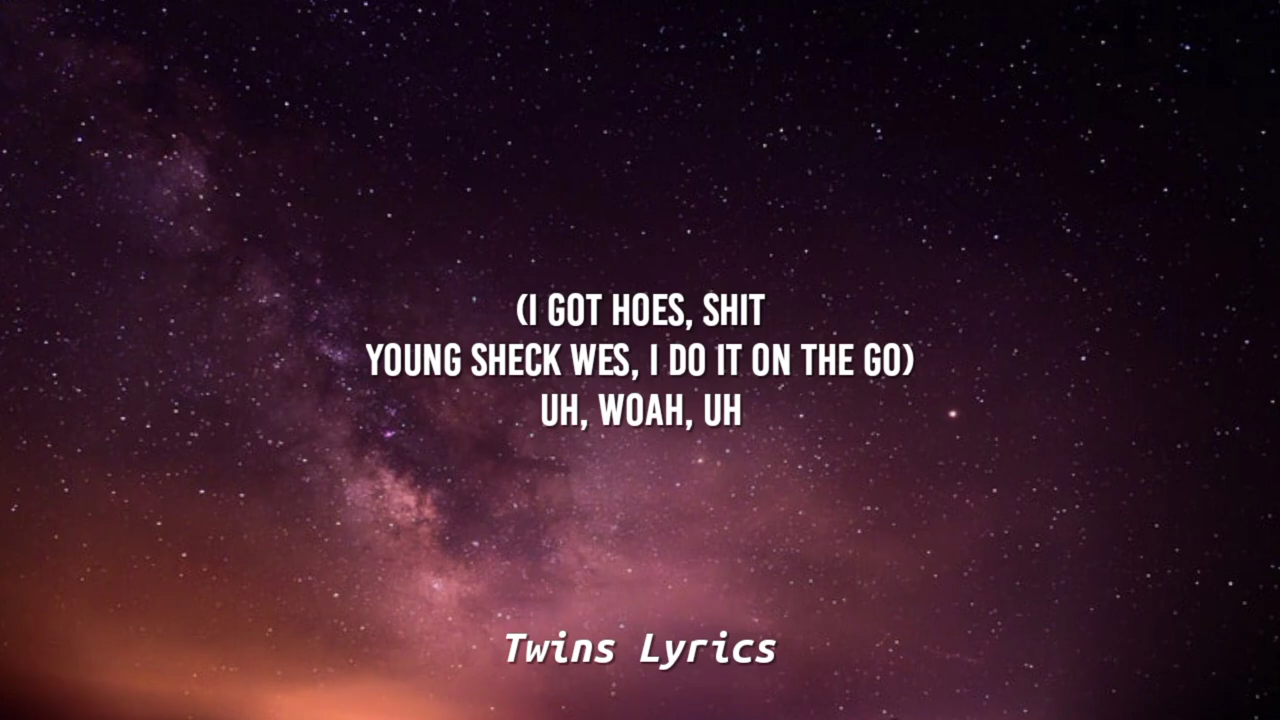 (I GOT HOES, SHIT
YOUNG SHECK WES, I DO IT ON THE GO)
UH, WOAH, UH
Twins Lyrics